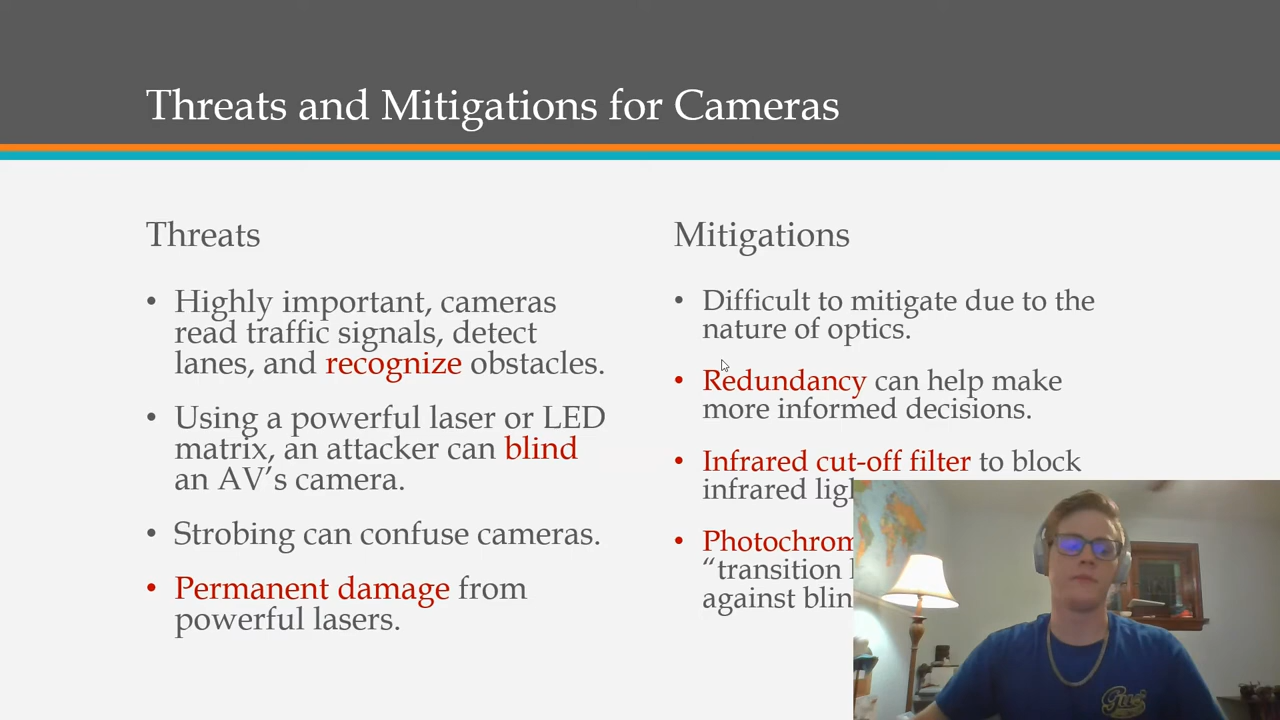 Threats and Mitigations for Cameras
Threats
• Highly important, cameras
read traffic signals, detect
lanes, and recognize obstacles.
• Using a powerful laser or LED
matrix, an attacker can blind
an AV’s camera.
• Strobing can confuse cameras.
• Permanent damage from
powerful lasers.
Mitigations
• Difficult to mitigate due to the
nature of optics.
• Redundancy can help make
more informed decisions.
• Infrared cut-off filter to block
infrared
•
“transition
against